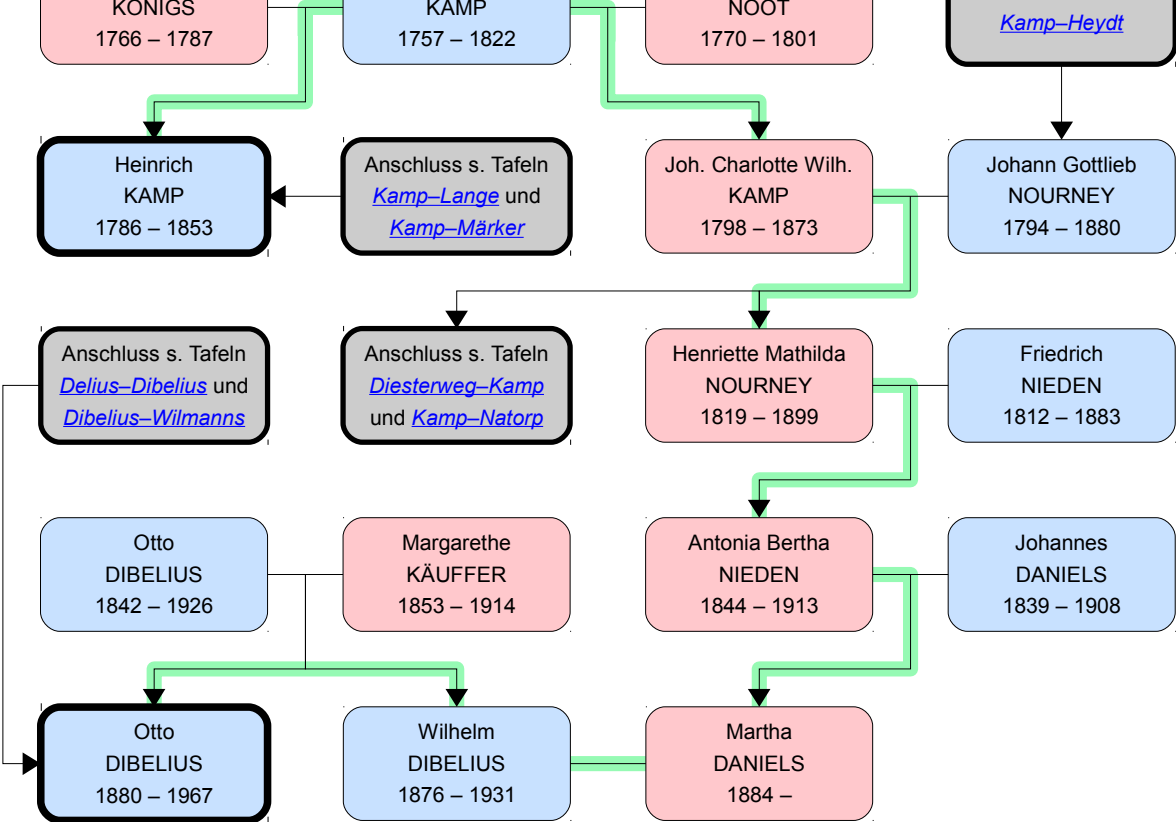 KÖNIGS
1766 – 1787
KAMP
1757 – 1822
NOOT
1770 – 1801
Kamp–Heydt
Heinrich
KAMP
1786 – 1853
Anschluss s. Tafeln
Kamp–Lange und
Kamp–Märker
Joh. Charlotte Wilh.
KAMP
1798 – 1873
Johann Gottlieb
NOURNEY
1794 – 1880
Anschluss s. Tafeln
Delius–Dibelius und
Dibelius–Wilmanns
Anschluss s. Tafeln
Diesterweg–Kamp
und Kamp–Natorp
Henriette Mathilda
NOURNEY
1819 – 1899
Friedrich
NIEDEN
1812 – 1883
Otto
DIBELIUS
1842 – 1926
Margarethe
KÄUFFER
1853 – 1914
Antonia Bertha
NIEDEN
1844 – 1913
Johannes
DANIELS
1839 – 1908
Otto
DIBELIUS
1880 – 1967
Wilhelm
DIBELIUS
1876 – 1931
Martha
DANIELS
1884 –